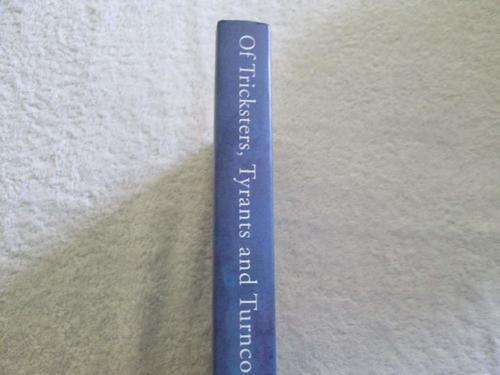 Of Tricksters, Tyrants and Turnco